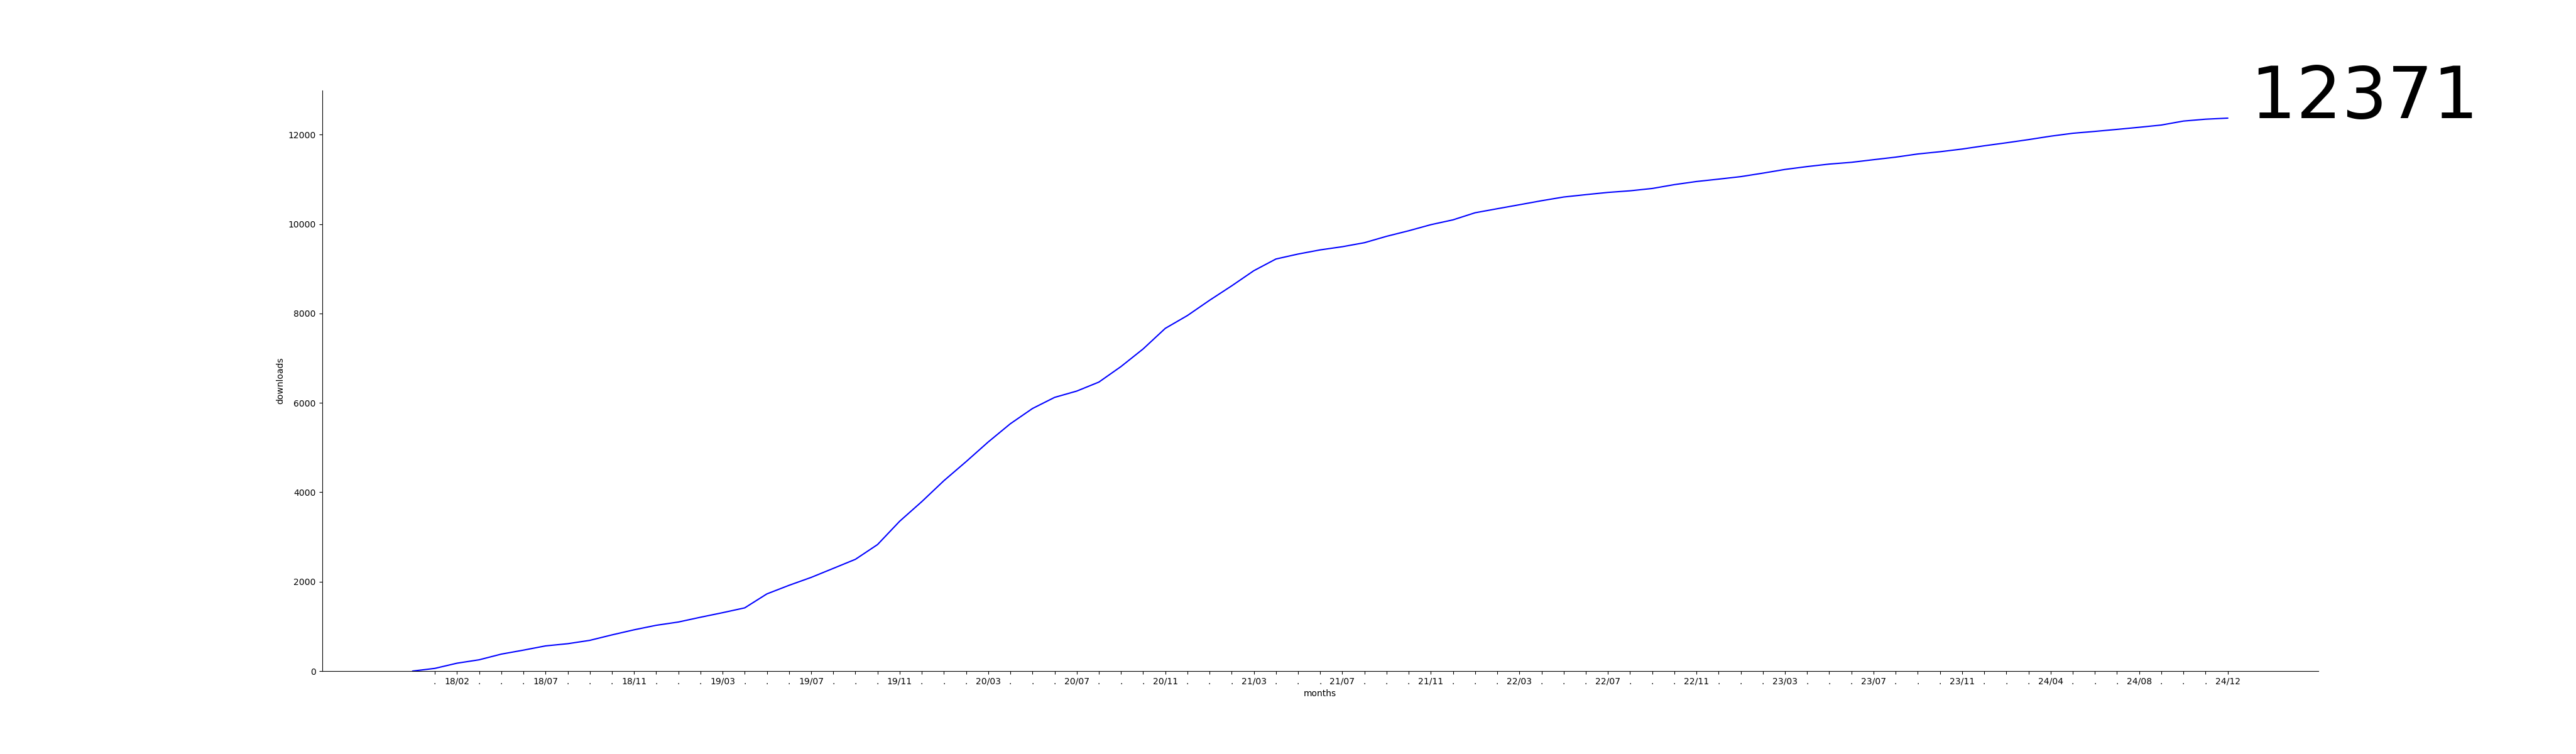 12371
12000
10000
8000
6000
4000
2000
0
downloads
. 18/02 . . . 18/07 . . . 18/11 . . . 19/03 . . . 19/07 . . . 19/11 . . . 20/03 . . . 20/07 . . . 20/11 . . . 21/03 . . . 21/07 . . . 21/11 . . . 22/03 . . . 22/07 . . . 22/11 . . . 23/03 . . . 23/07 . . . 23/11 . . . 24/04 . . . 24/08 . . . 24/12
months